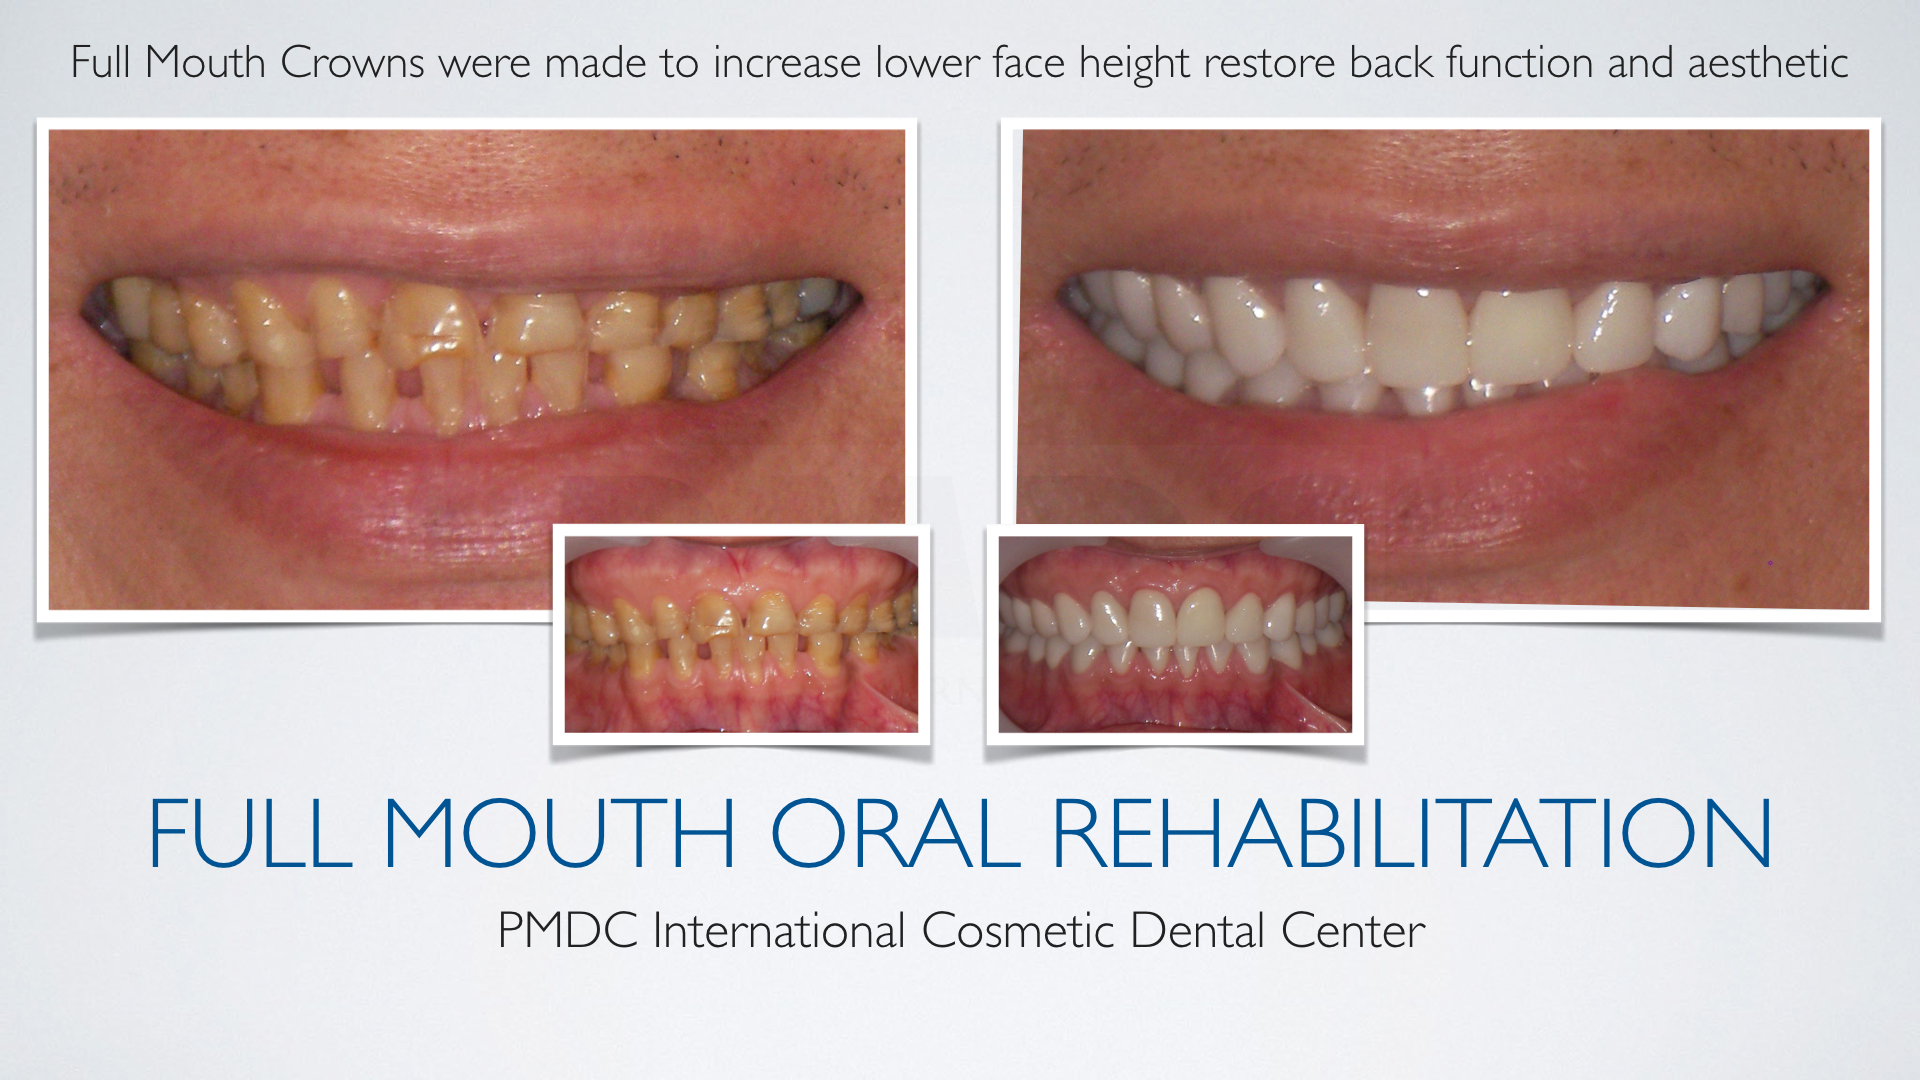 Full Mouth Crowns were made to increase lower face height restore back function and aesthetic
FULL MOUTH ORAL REHABILITATION
PMDC International Cosmetic Dental Center